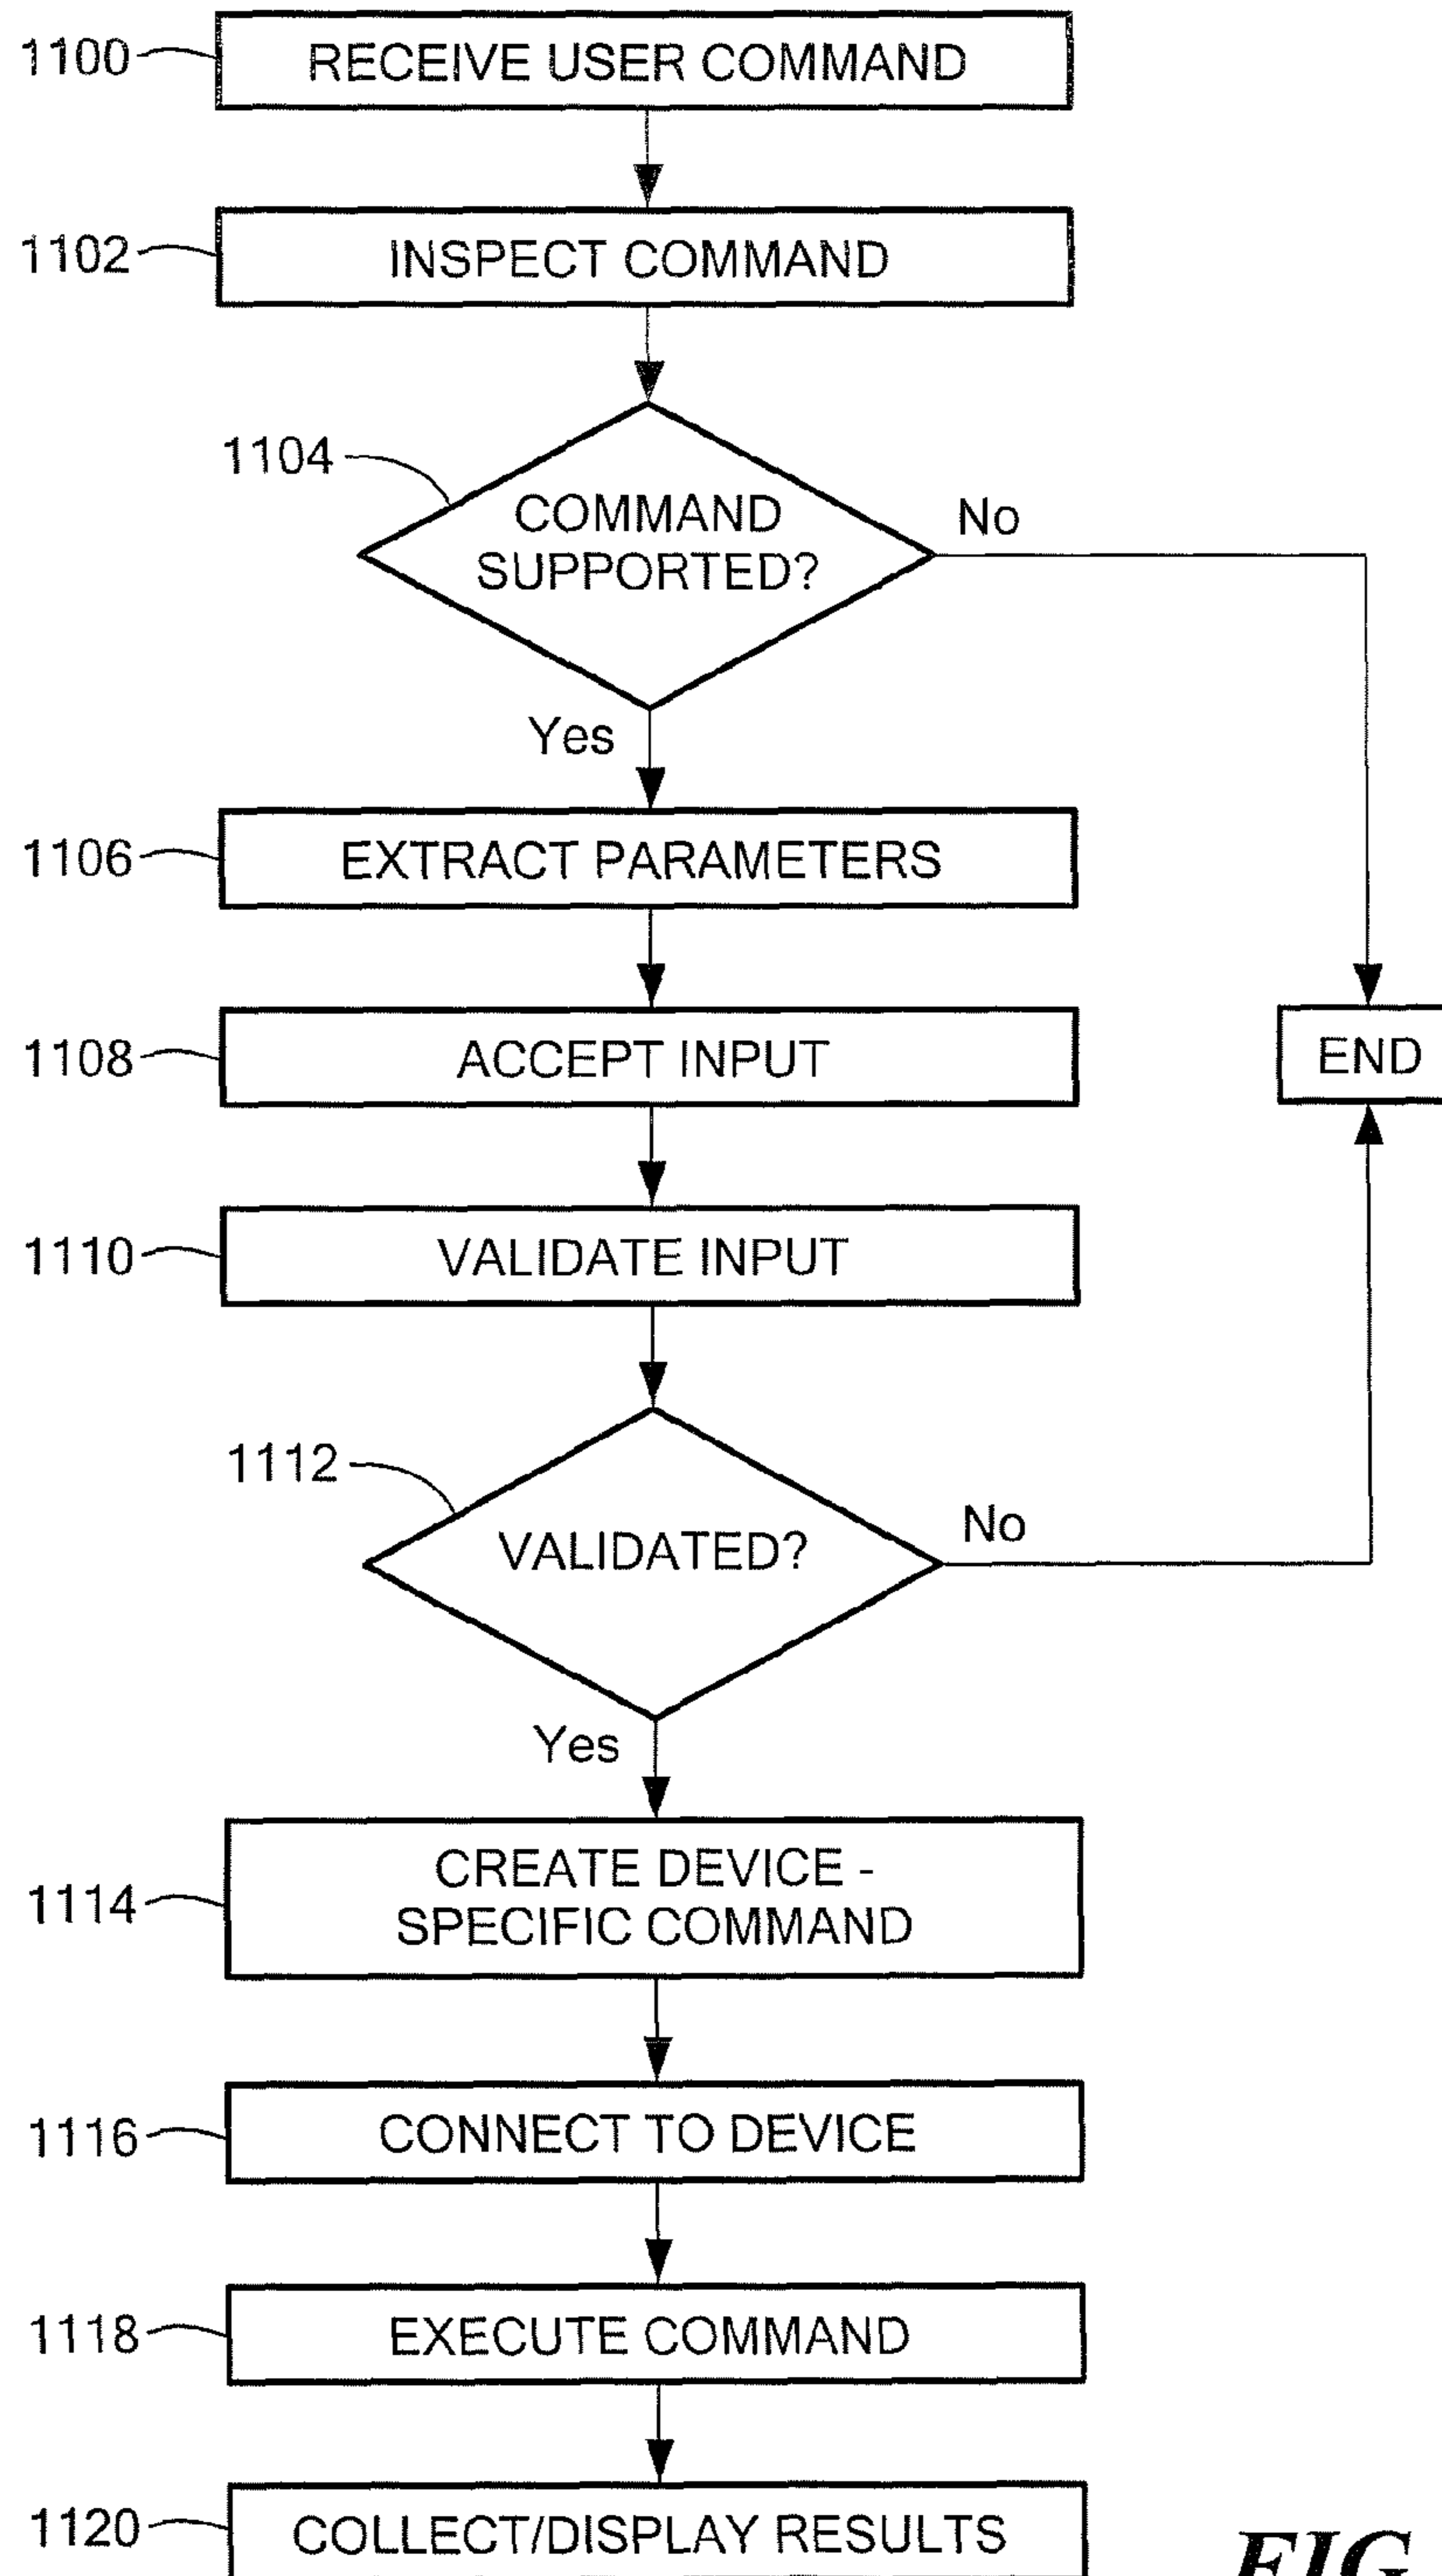 1100
RECEIVE USER COMMAND
1102
INSPECT COMMAND
1104
COMMAND
SUPPORTED?
No
Yes
1106
EXTRACT PARAMETERS
1108
ACCEPT INPUT
END
1110
VALIDATE INPUT
1112
VALIDATED?
No
Yes
1114
CREATE DEVICE -
SPECIFIC COMMAND
1116
CONNECT TO DEVICE
1118
EXECUTE COMMAND
1120
COLLECT/DISPLAY RESULTS
FIG